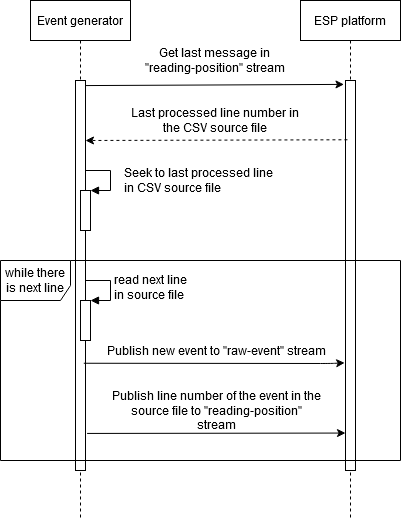 Event generator
ESP platform
Get last message in
"reading-position" stream
Last processed line number in
the CSV source file
Seek to last processed line
in CSV source file
while there
is next line
read next line
in source file
Publish new event to "raw-event" stream
Publish line number of the event in the
source file to "reading-position"
stream